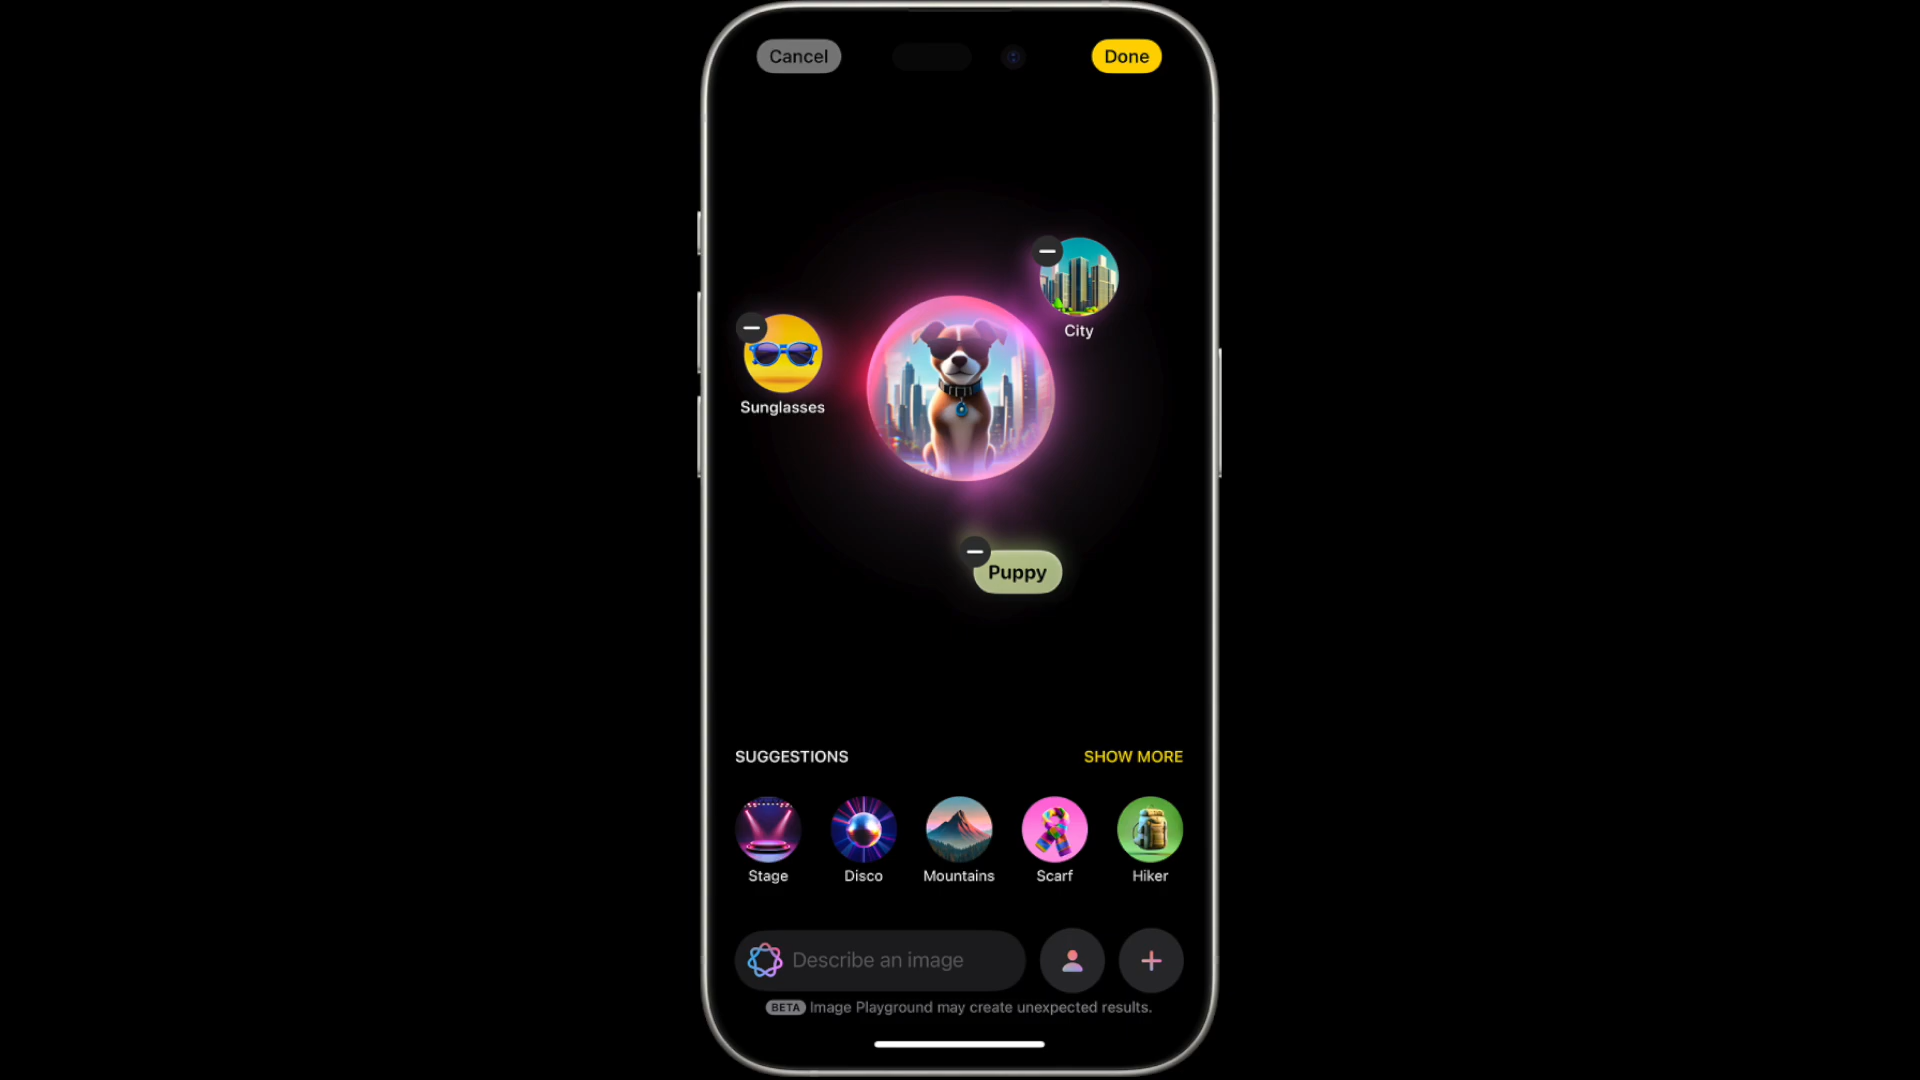 Cancel
Done
City
Sunglasses
Puppy
SUGGESTIONS
SHOW MORE
Stage
Disco
Mountains
Scarf
Hiker
Describe an image
BETA Image Playground may create unexpected results.